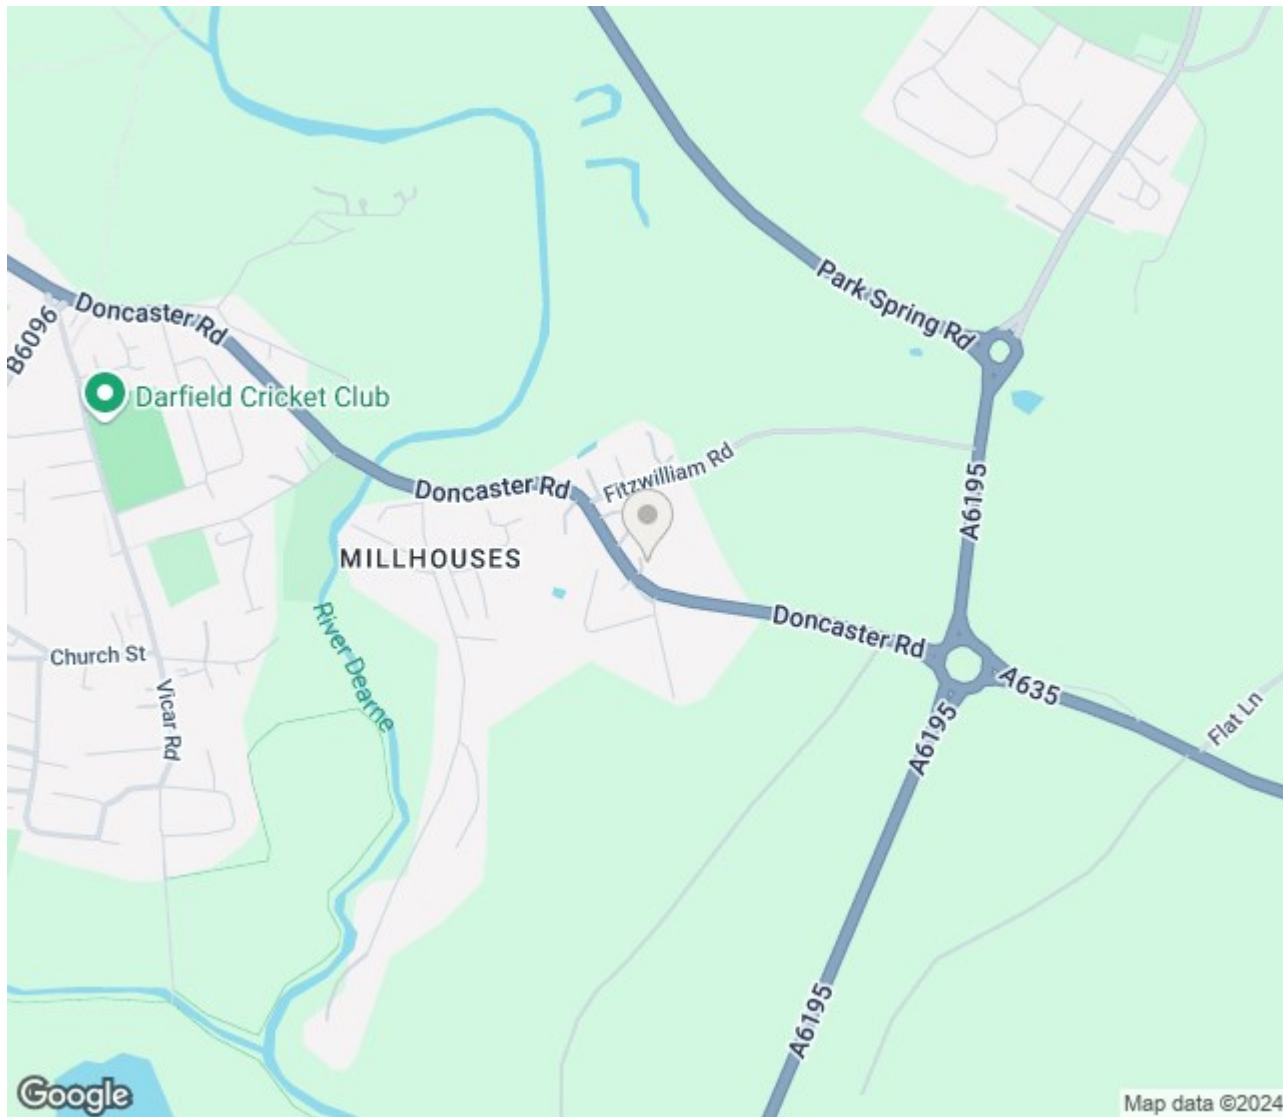 Park Spring Rd
Doncaster Rd
B6096
Darfield Cricket Club
Fitzwilliam Rd
A6195
Doncaster Rd
MILLHOUSES
River Dearne
Doncaster Rd
Church St
Vicar Rd
A635
A6195
Flat Ln
A6195
Google
Map data ©2024